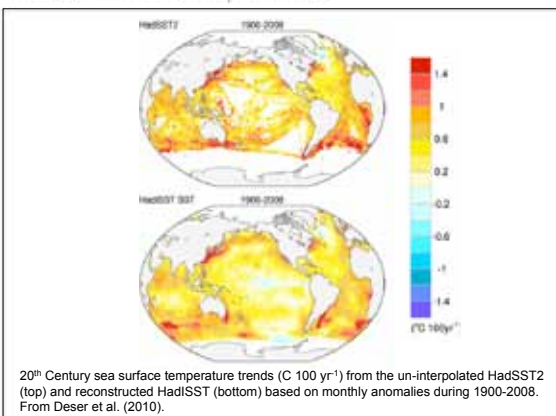 HadSST2 1900-2008
1.4
1
0.6
0.2
-0.2
-0.6
-1
-1.4
(°C 100yr⁻¹)
HadISST SST 1900-2008
20th Century sea surface temperature trends (C 100 yr-1) from the un-interpolated HadSST2
(top) and reconstructed HadISST (bottom) based on monthly anomalies during 1900-2008.
From Deser et al. (2010).